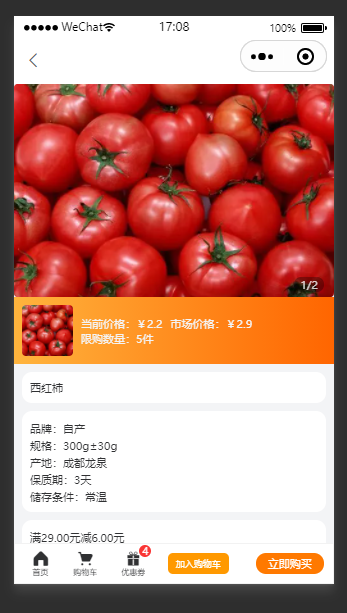 WeChat 17:08 100%
1/2
当前价格：￥2.2 市场价格：￥2.9
限购数量：5件
西红柿
品牌：自产
规格：300g±30g
产地：成都龙泉
保质期：3天
储存条件：常温
满29.00元减6.00元
4
首页 购物车 优惠券 加入购物车 立即购买